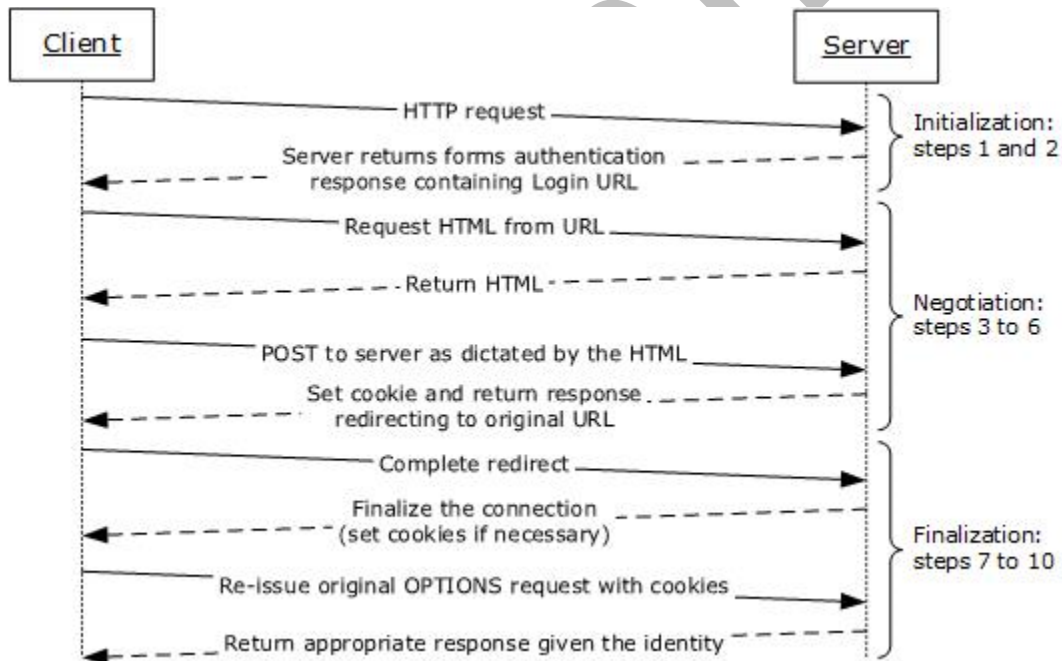 Client
Server
HTTP request
Initialization:
steps 1 and 2
Server returns forms authentication
response containing Login URL
Request HTML from URL
Return HTML
Negotiation:
steps 3 to 6
POST to server as dictated by the HTML
Set cookie and return response
redirecting to original URL
Complete redirect
Finalize the connection
(set cookies if necessary)
Finalization:
steps 7 to 10
Re-issue original OPTIONS request with cookies
Return appropriate response given the identity